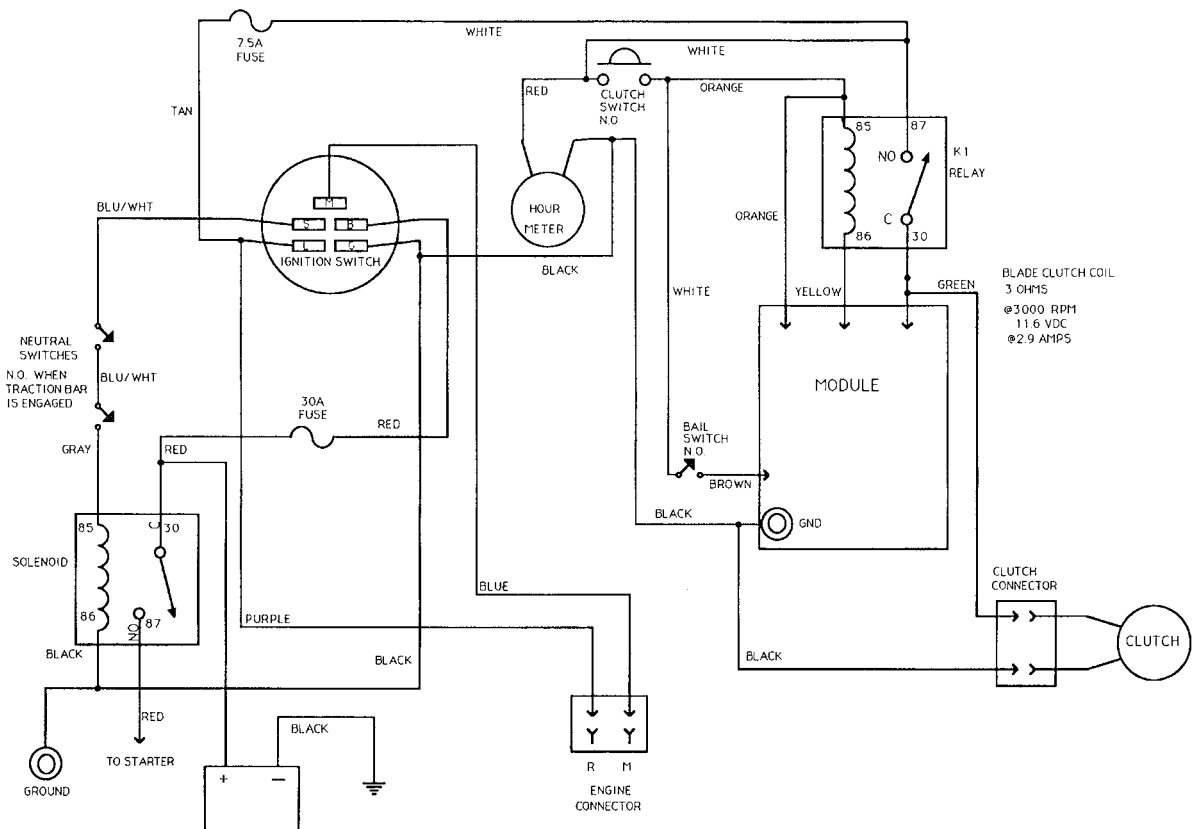 WHITE
7.5A
FUSE
WHITE
TAN
RED
CLUTCH
SWITCH
N.O
ORANGE
85
87
NO
K1
RELAY
C
86
30
M
S
B
L
G
IGNITION SWITCH
BLU/WHT
HOUR
METER
ORANGE
BLACK
WHITE
YELLOW
GREEN
BLADE CLUTCH COIL
3 OHMS
@3000 RPM
11.6 VDC
@2.9 AMPS
NEUTRAL
SWITCHES
N.O. WHEN
TRACTION BAR
IS ENGAGED
BLU/WHT
MODULE
30A
FUSE
RED
GRAY
RED
BAIL
SWITCH
N.O.
BROWN
BLACK
GND
85
C
30
SOLENOID
86
NO
87
BLACK
PURPLE
BLUE
BLACK
BLACK
CLUTCH
CONNECTOR
CLUTCH
RED
TO STARTER
GROUND
BLACK
+
–
R
M
ENGINE
CONNECTOR